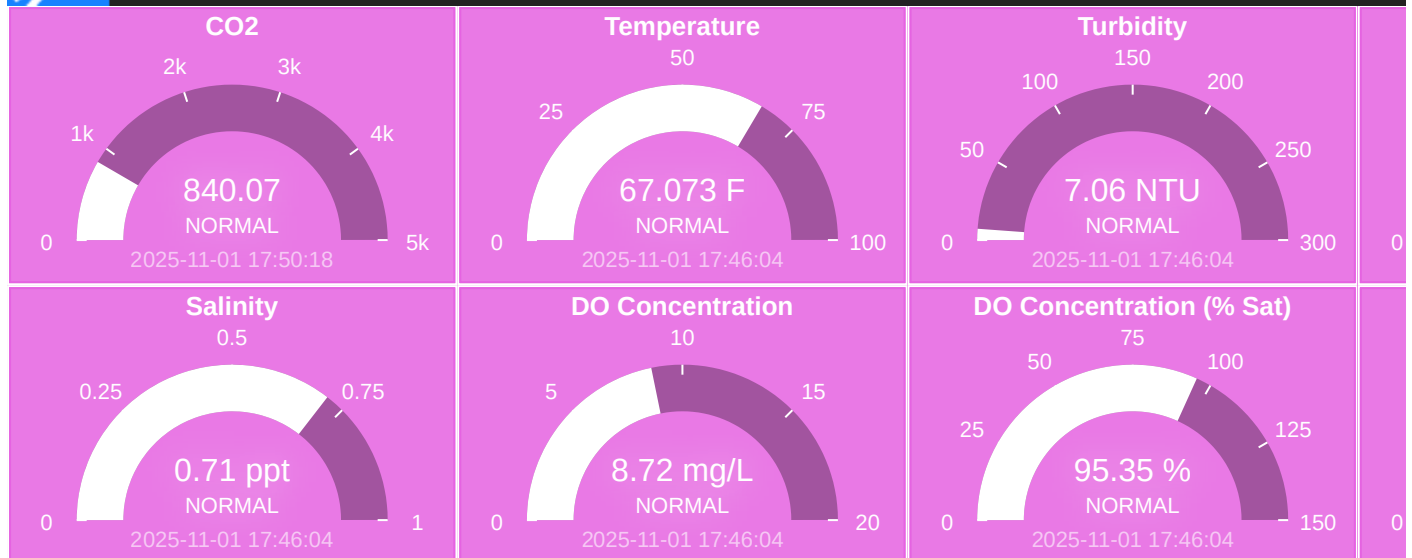 CO2
2k 3k
1k 4k
840.07
NORMAL
0 5k
2025-11-01 17:50:18
Temperature
50
25 75
67.073 F
NORMAL
0 100
2025-11-01 17:46:04
Turbidity
150
100 200
50 250
7.06 NTU
NORMAL
0 300
2025-11-01 17:46:04
0
Salinity
0.5
0.25 0.75
0.71 ppt
NORMAL
0 1
2025-11-01 17:46:04
DO Concentration
10
5 15
8.72 mg/L
NORMAL
0 20
2025-11-01 17:46:04
DO Concentration (% Sat)
75
50 100
25 125
95.35 %
NORMAL
0 150
2025-11-01 17:46:04
0